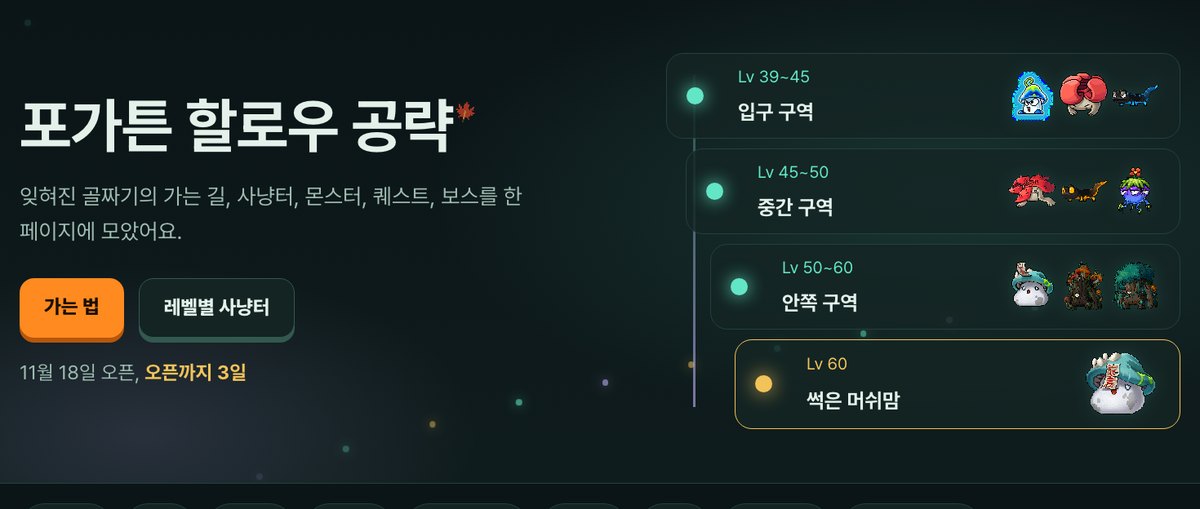 포가튼 할로우 공략
잊혀진 골짜기의 가는 길, 사냥터, 몬스터, 퀘스트, 보스를 한
페이지에 모았어요.
가는 법
레벨별 사냥터
11월 18일 오픈, 오픈까지 3일
Lv 39~45
입구 구역
Lv 45~50
중간 구역
Lv 50~60
안쪽 구역
Lv 60
썩은 머쉬맘